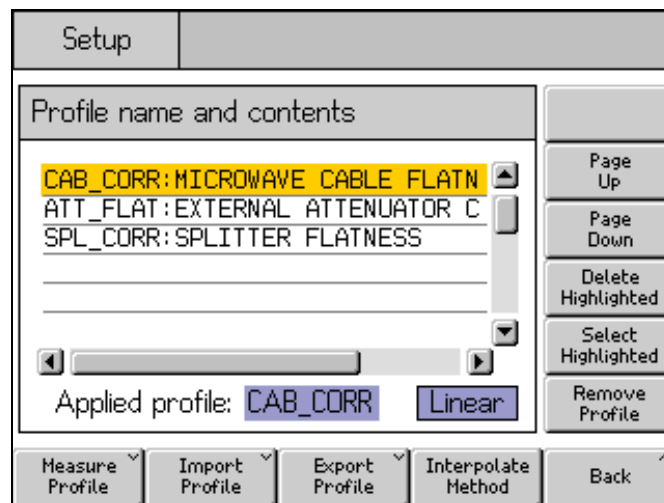 Setup
Profile name and contents
CAB_CORR:MICROWAVE CABLE FLATN
ATT_FLAT:EXTERNAL ATTENUATOR C
SPL_CORR:SPLITTER FLATNESS
Applied profile: CAB_CORR Linear
Page
Up
Page
Down
Delete
Highlighted
Select
Highlighted
Remove
Profile
Measure
Profile
Import
Profile
Export
Profile
Interpolate
Method
Back